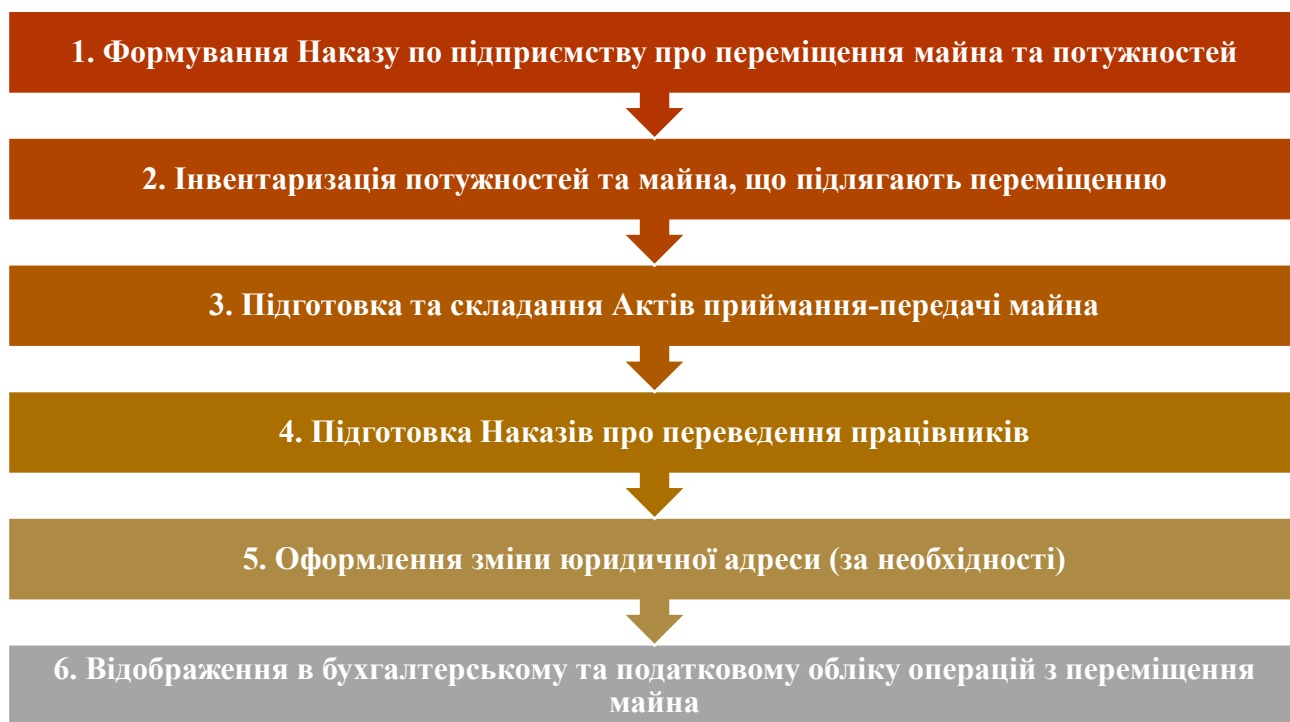 1. Формування Наказу по підприємству про переміщення майна та потужностей
2. Інвентаризація потужностей та майна, що підлягають переміщенню
3. Підготовка та складання Актів приймання-передачі майна
4. Підготовка Наказів про переведення працівників
5. Оформлення зміни юридичної адреси (за необхідності)
6. Відображення в бухгалтерському та податковому обліку операцій з переміщення
майна